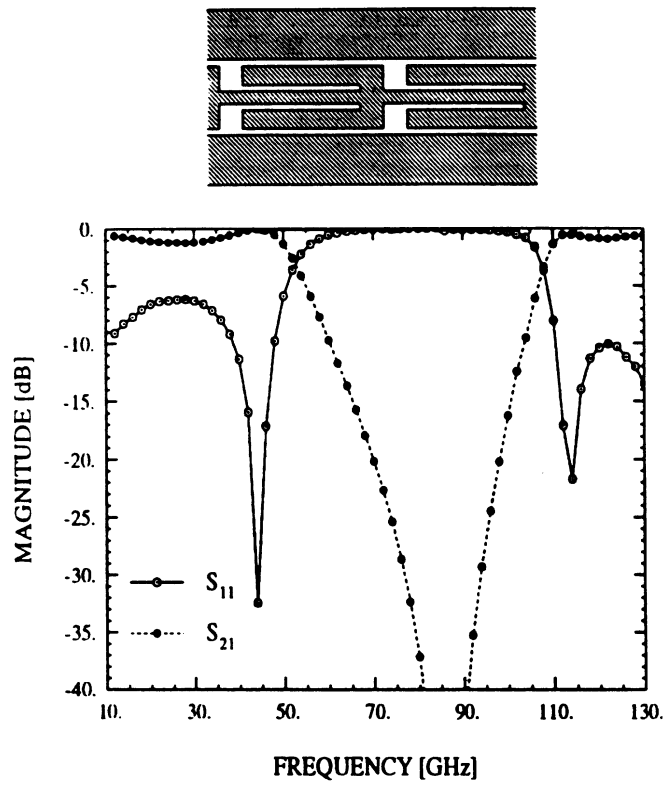 0.
-5.
-10.
-15.
-20.
-25.
-30.
-35.
-40.
MAGNITUDE [dB]
S11
S21
10. 30. 50. 70. 90. 110. 130.
FREQUENCY [GHz]